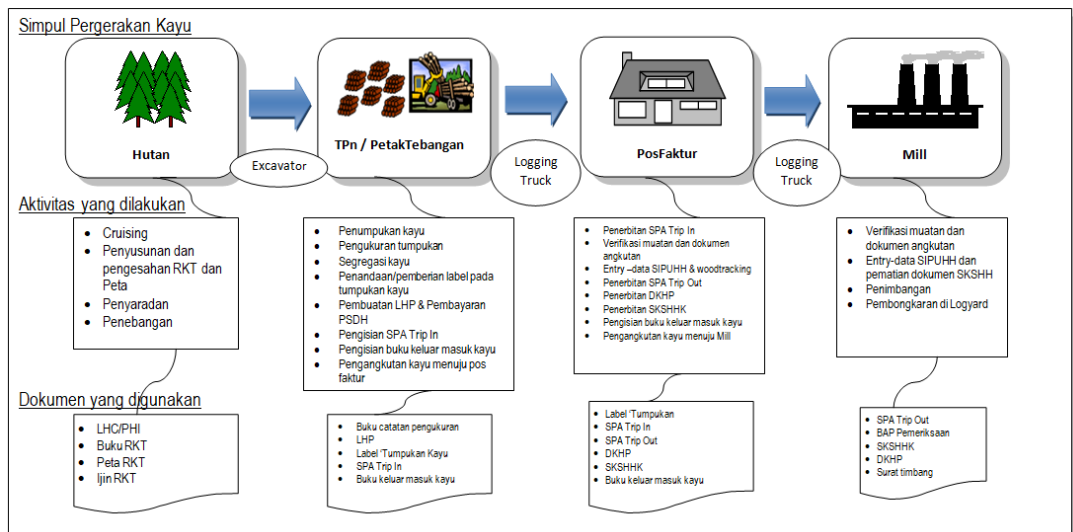 Simpul Pergerakan Kayu
Hutan
Excavator
TPn / PetakTebangan
Logging
Truck
PosFaktur
Logging
Truck
Mill
Aktivitas yang dilakukan
Cruising
Penyusunan dan
pengesahan RKT dan
Peta
Penyaradan
Penebangan
Penumpukan kayu
Pengukuran tumpukan
Segregasi kayu
Penandaan/pemberian label pada
tumpukan kayu
Pembuatan LHP & Pembayaran
PSDH
Pengisian SPA Trip In
Pengisian buku keluar masuk kayu
Pengangkutan kayu menuju pos
faktur
Penerbitan SPA Trip In
Verifikasi muatan dan dokumen
angkutan
Entry –data SIPUHH & woodtracking
Penerbitan SPA Trip Out
Penerbitan DKHP
Penerbitan SKSHHK
Pengisian buku keluar masuk kayu
Pengangkutan kayu menuju Mill
Verifikasi muatan dan
dokumen angkutan
Entry-data SIPUHH dan
pematian dokumen SKSHH
Penimbangan
Pembongkaran di Logyard
Dokumen yang digunakan
LHC/PHI
Buku RKT
Peta RKT
Ijin RKT
Buku catatan pengukuran
LHP
Label ‘Tumpukan Kayu
SPA Trip In
Buku keluar masuk kayu
Label ‘Tumpukan
SPA Trip In
SPA Trip Out
DKHP
SKSHHK
Buku keluar masuk kayu
SPA Trip Out
BAP Pemeriksaan
SKSHHK
DKHP
Surat timbang